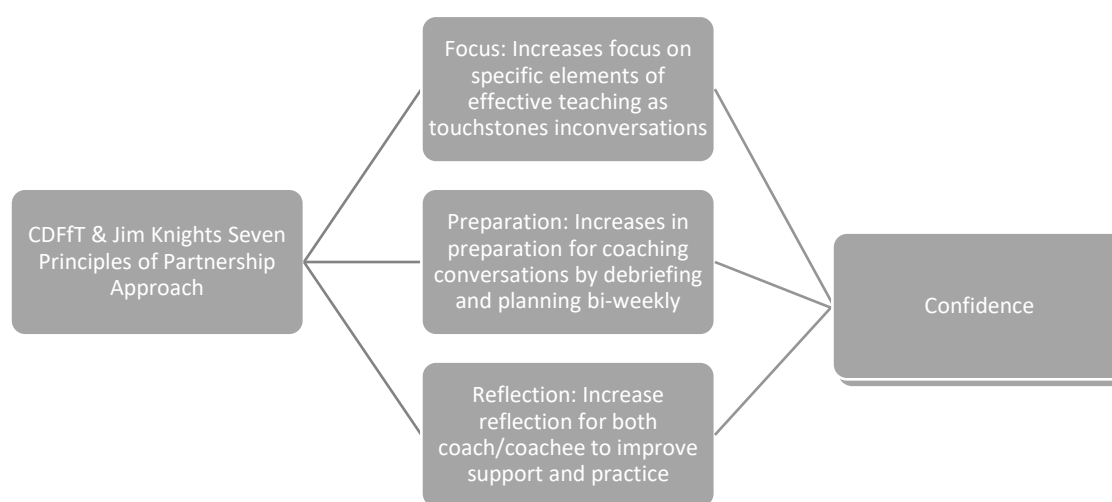 Focus: Increases focus on
specific elements of
effective teaching as
touchstones inconversations
CDFfT & Jim Knights Seven
Principles of Partnership
Approach
Preparation: Increases in
preparation for coaching
conversations by debriefing
and planning bi-weekly
Confidence
Reflection: Increase
reflection for both
coach/coachee to improve
support and practice